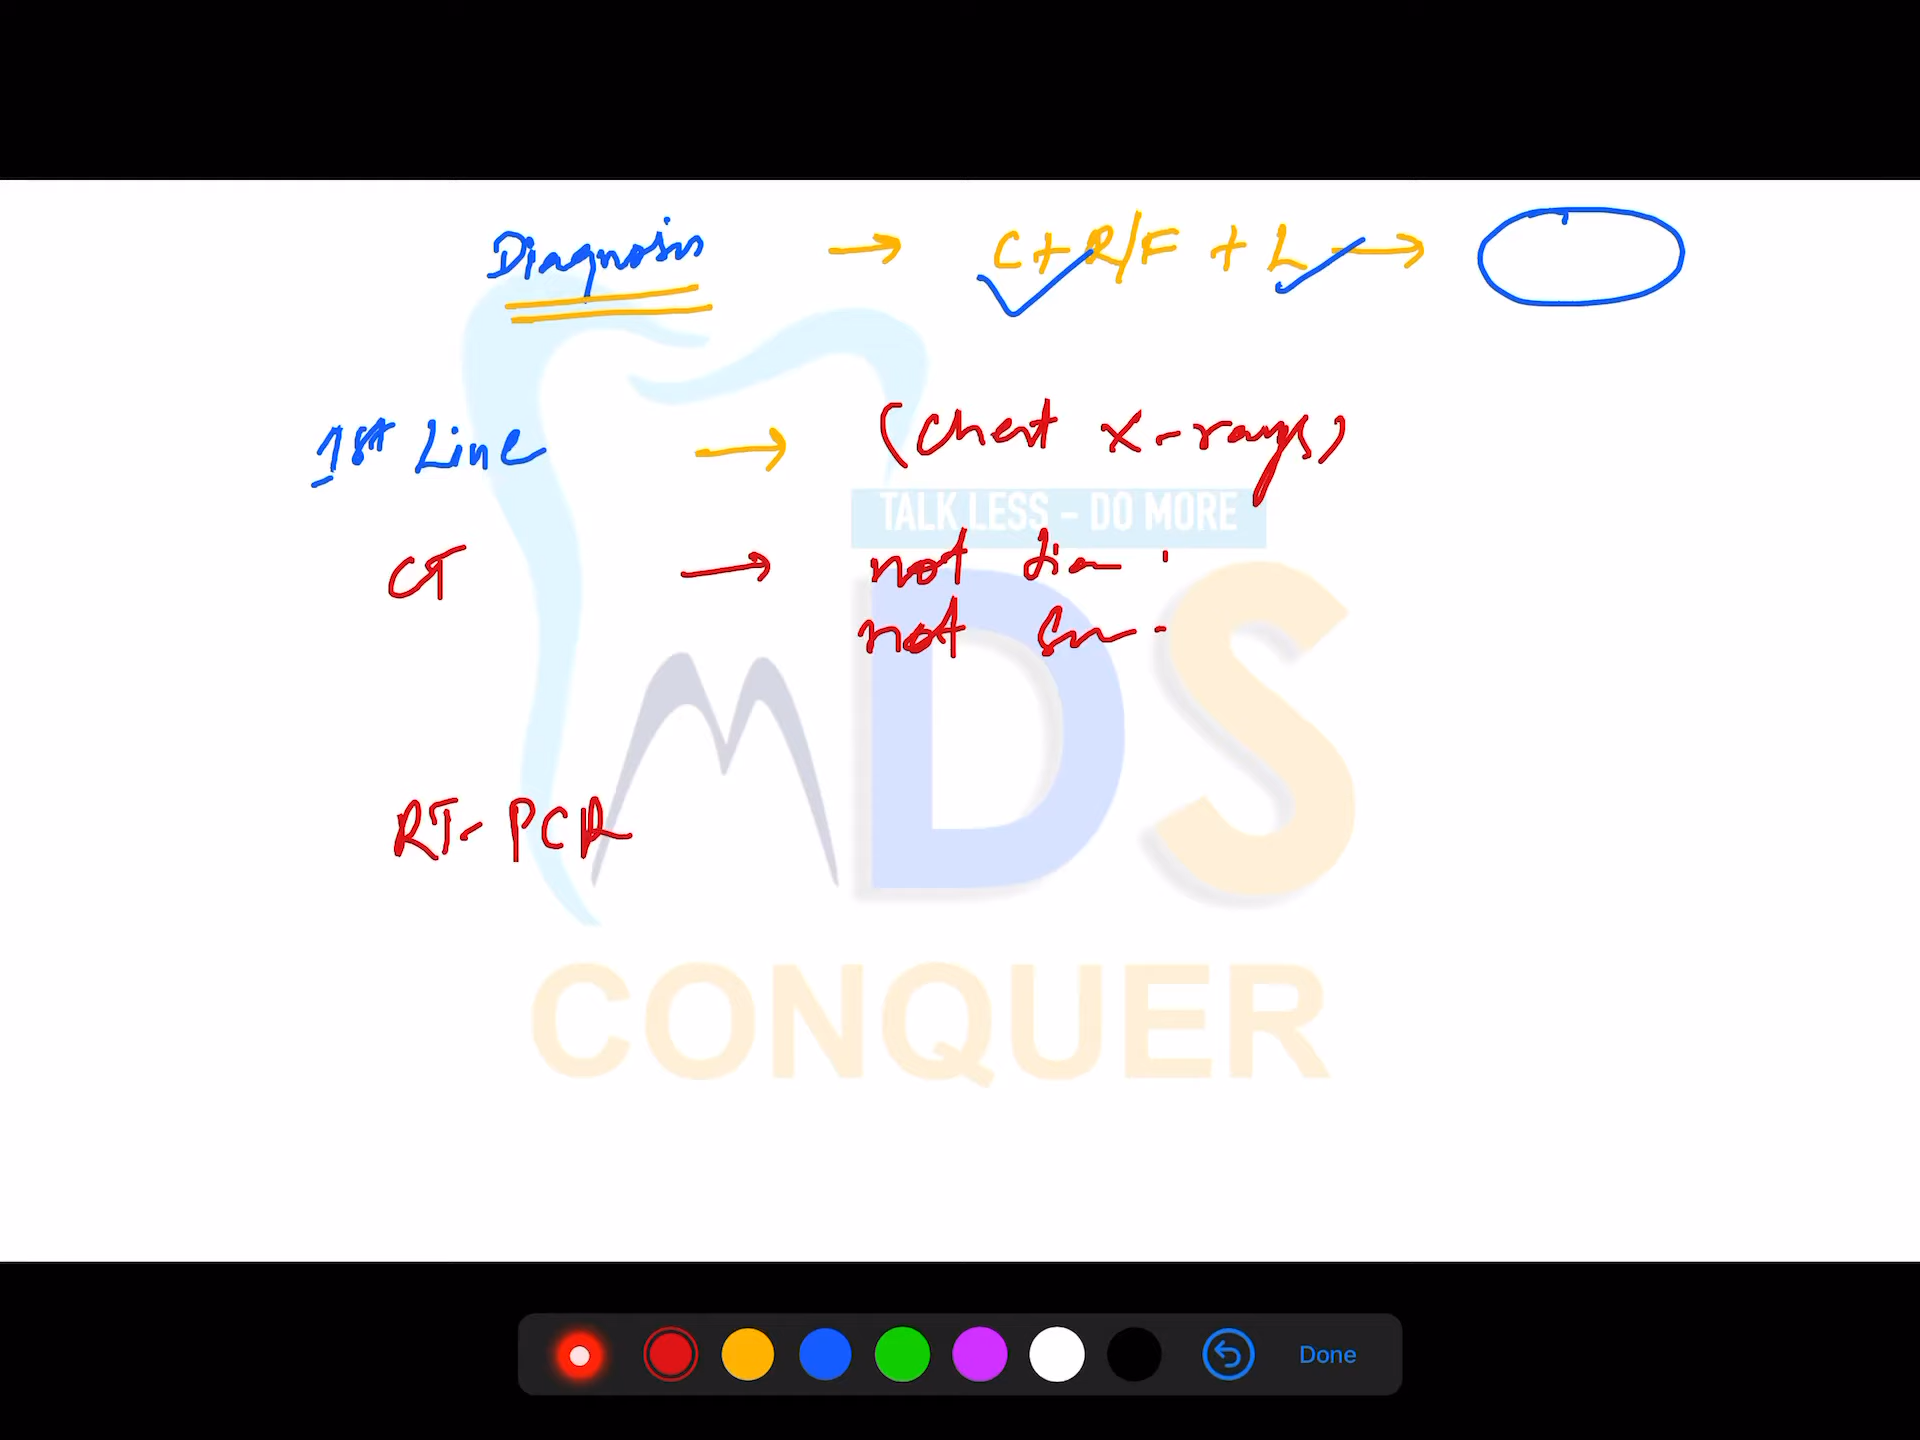 Diagnosis → C+R/F + L →
1st Line → (Chest X-rays)
TALK LESS - DO MORE
CT → not
not
RT-PCR
MDS
CONQUER
Done